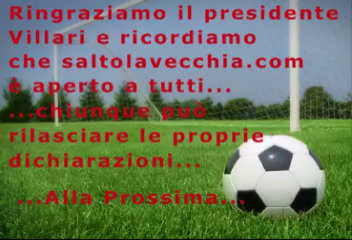 Ringraziamo il presidente
Villari e ricordiamo
che saltolavecchia.com
è aperto a tutti...
...chiunque può
rilasciare le proprie
dichiarazioni...
...Alla Prossima...